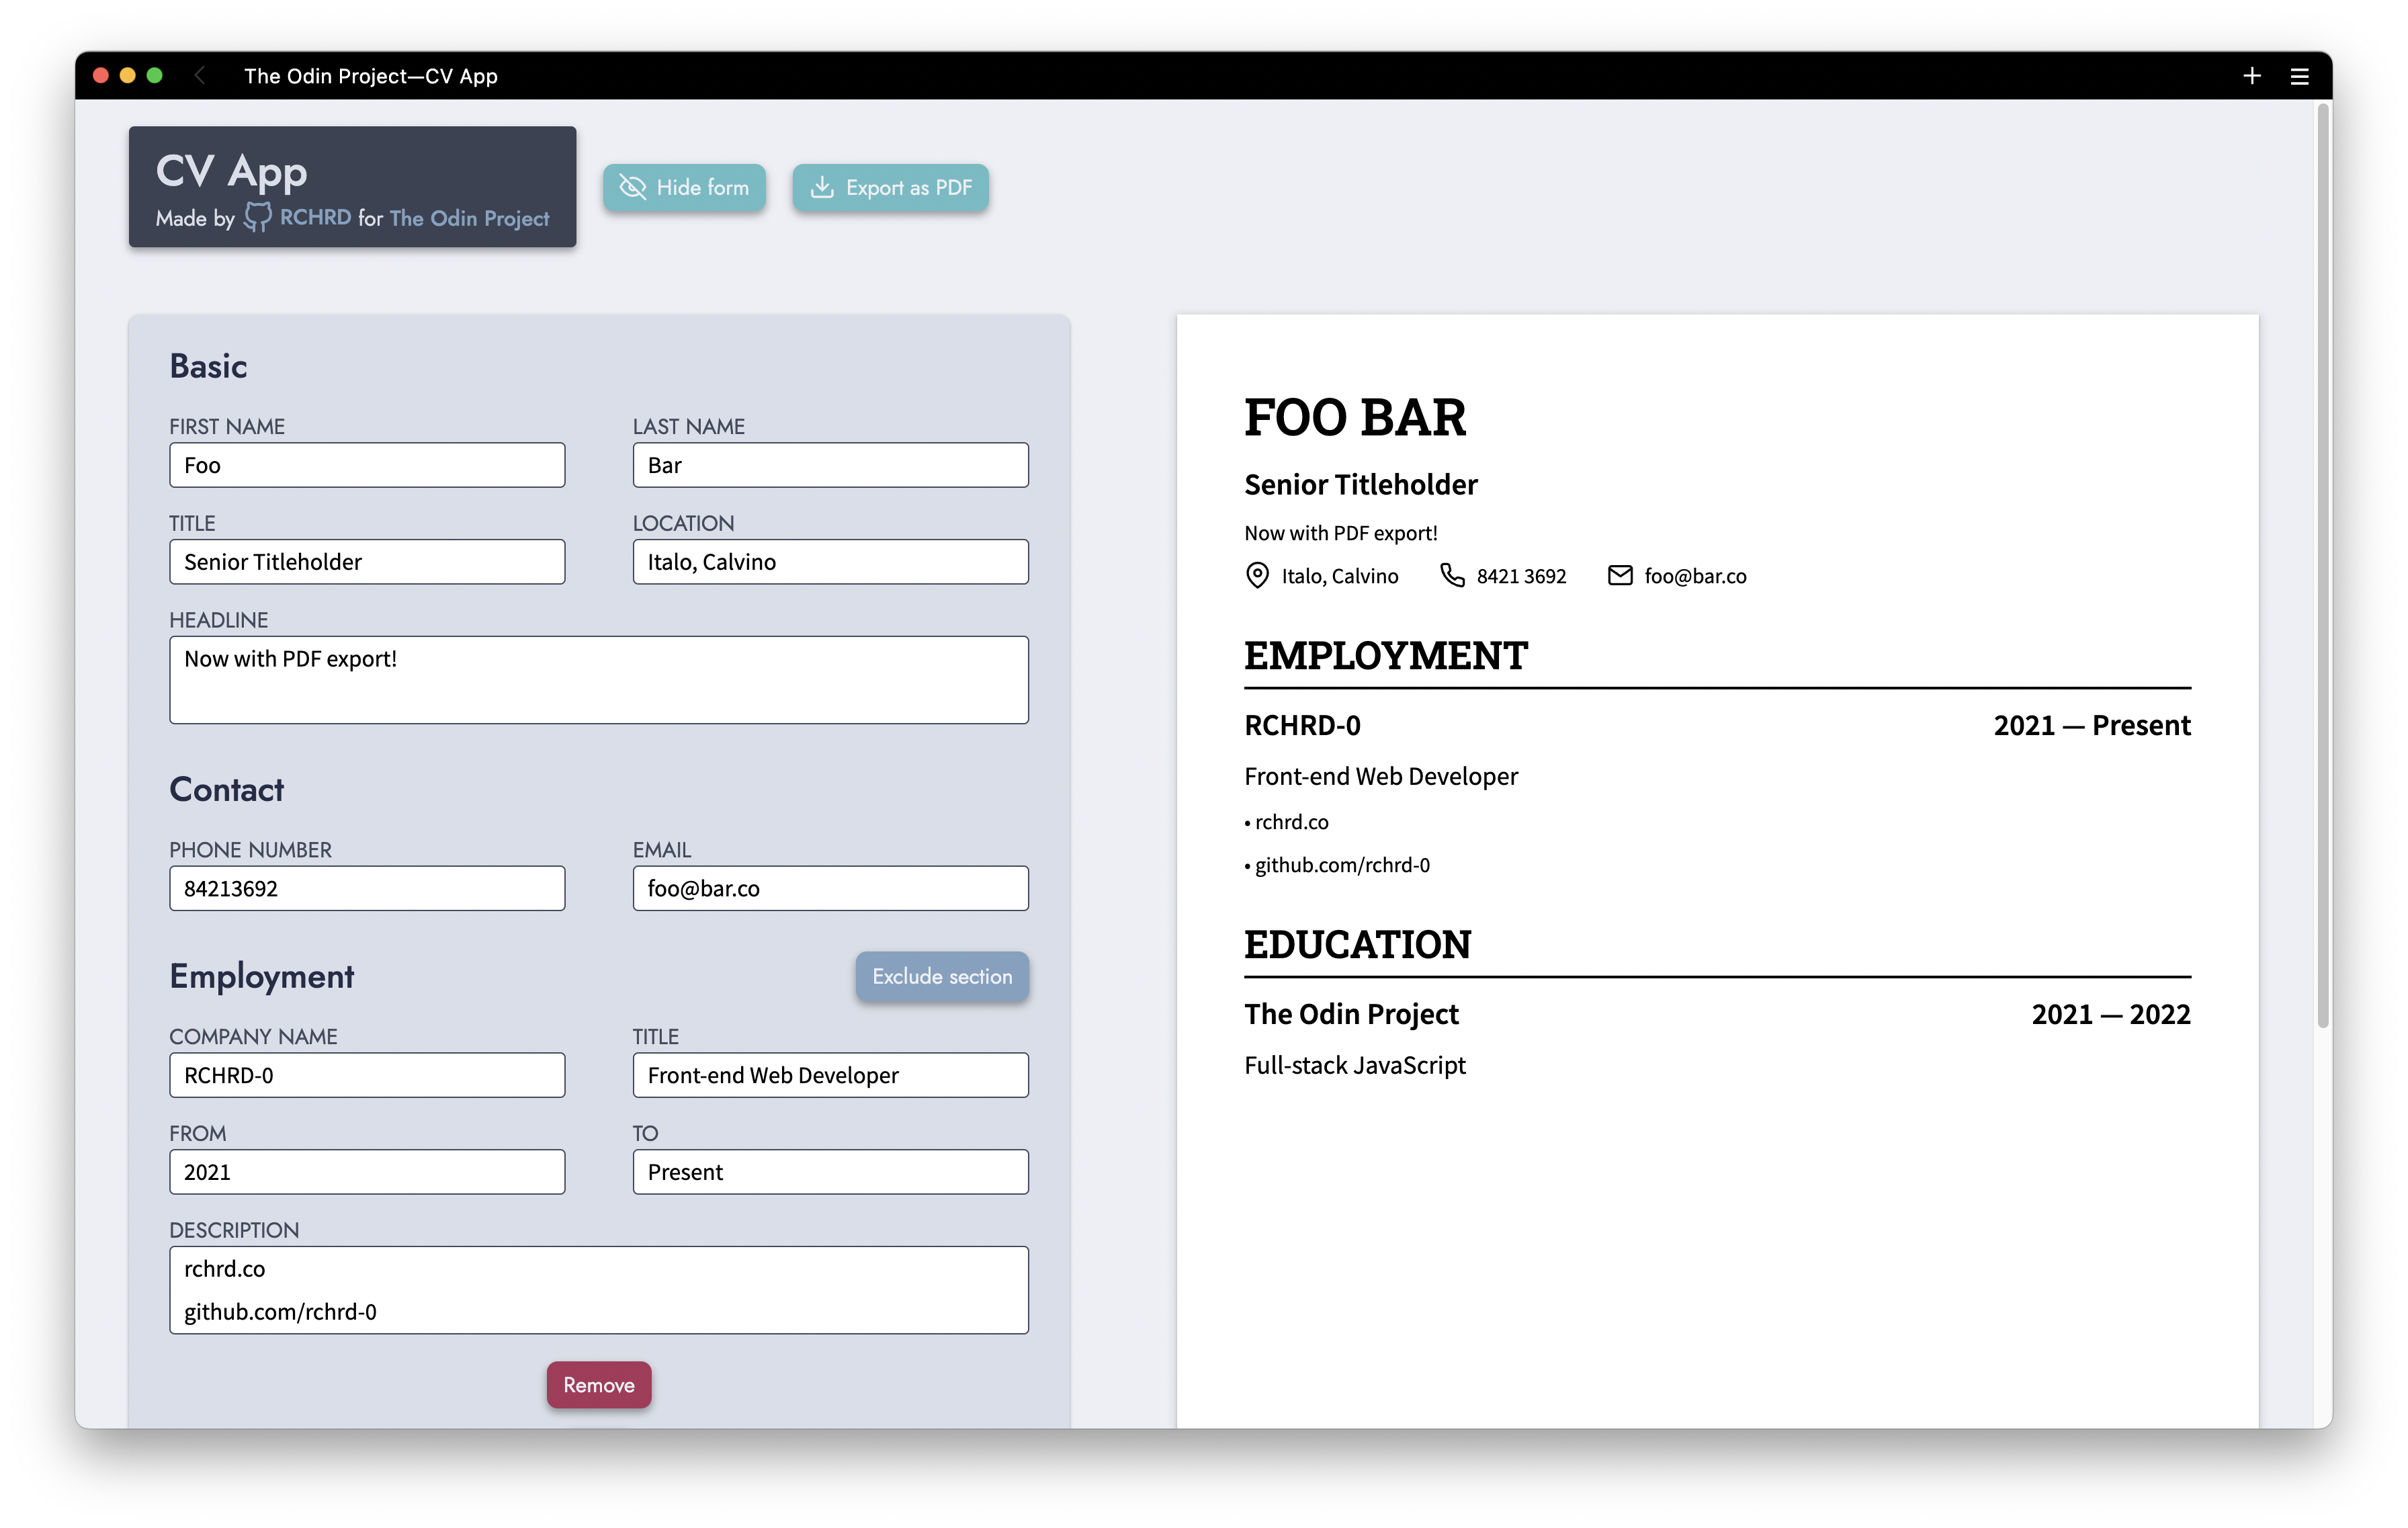 The Odin Project—CV App
CV App
Made by RCHRD for The Odin Project
Hide form
Export as PDF
Basic
FIRST NAME
Foo
LAST NAME
Bar
TITLE
Senior Titleholder
LOCATION
Italo, Calvino
HEADLINE
Now with PDF export!
Contact
PHONE NUMBER
84213692
EMAIL
foo@bar.co
Employment
Exclude section
COMPANY NAME
RCHRD-0
TITLE
Front-end Web Developer
FROM
2021
TO
Present
DESCRIPTION
rchrd.co
github.com/rchrd-0
Remove
FOO BAR
Senior Titleholder
Now with PDF export!
Italo, Calvino 8421 3692 foo@bar.co
EMPLOYMENT
RCHRD-0 2021 — Present
Front-end Web Developer
• rchrd.co
• github.com/rchrd-0
EDUCATION
The Odin Project 2021 — 2022
Full-stack JavaScript